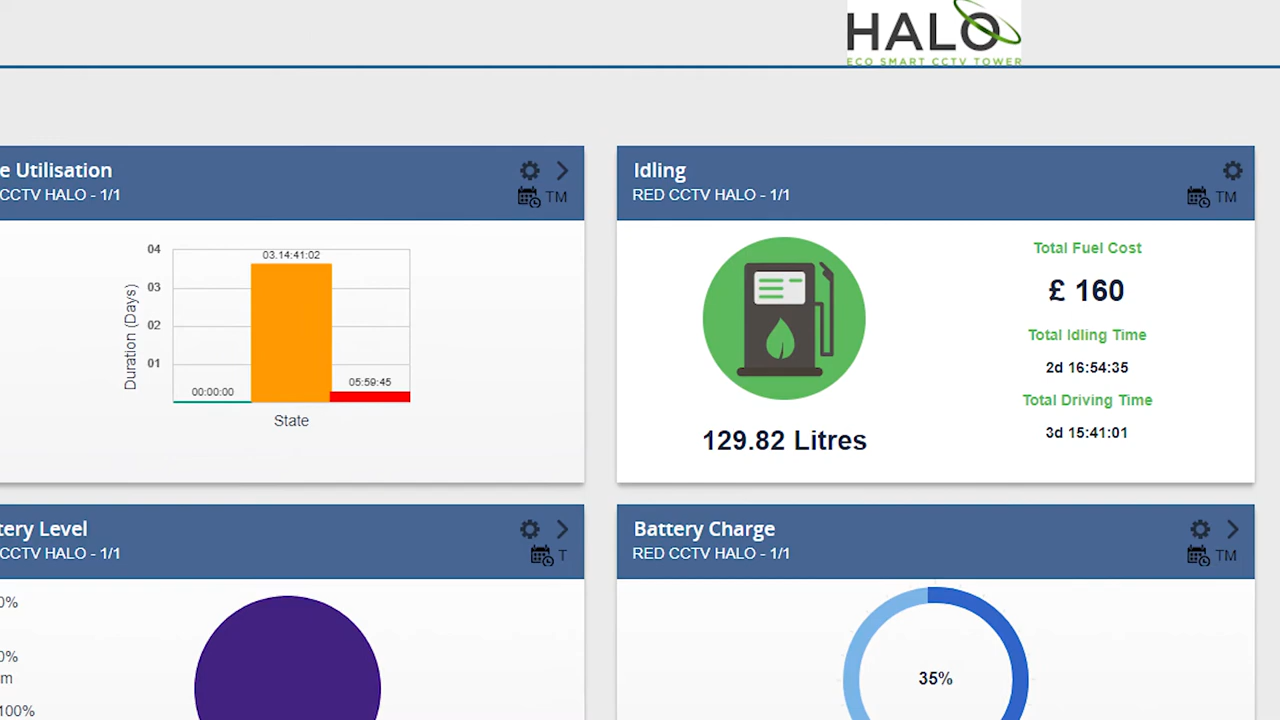 HALO
ECO SMART CCTV TOWER
e Utilisation
CCTV HALO - 1/1
TM
04
03
02
01
Duration (Days)
03.14:41:02
00:00:00
05:59:45
State
Idling
RED CCTV HALO - 1/1
TM
129.82 Litres
Total Fuel Cost
£ 160
Total Idling Time
2d 16:54:35
Total Driving Time
3d 15:41:01
tery Level
CCTV HALO - 1/1
T
0%
0%
m
100%
Battery Charge
RED CCTV HALO - 1/1
TM
35%